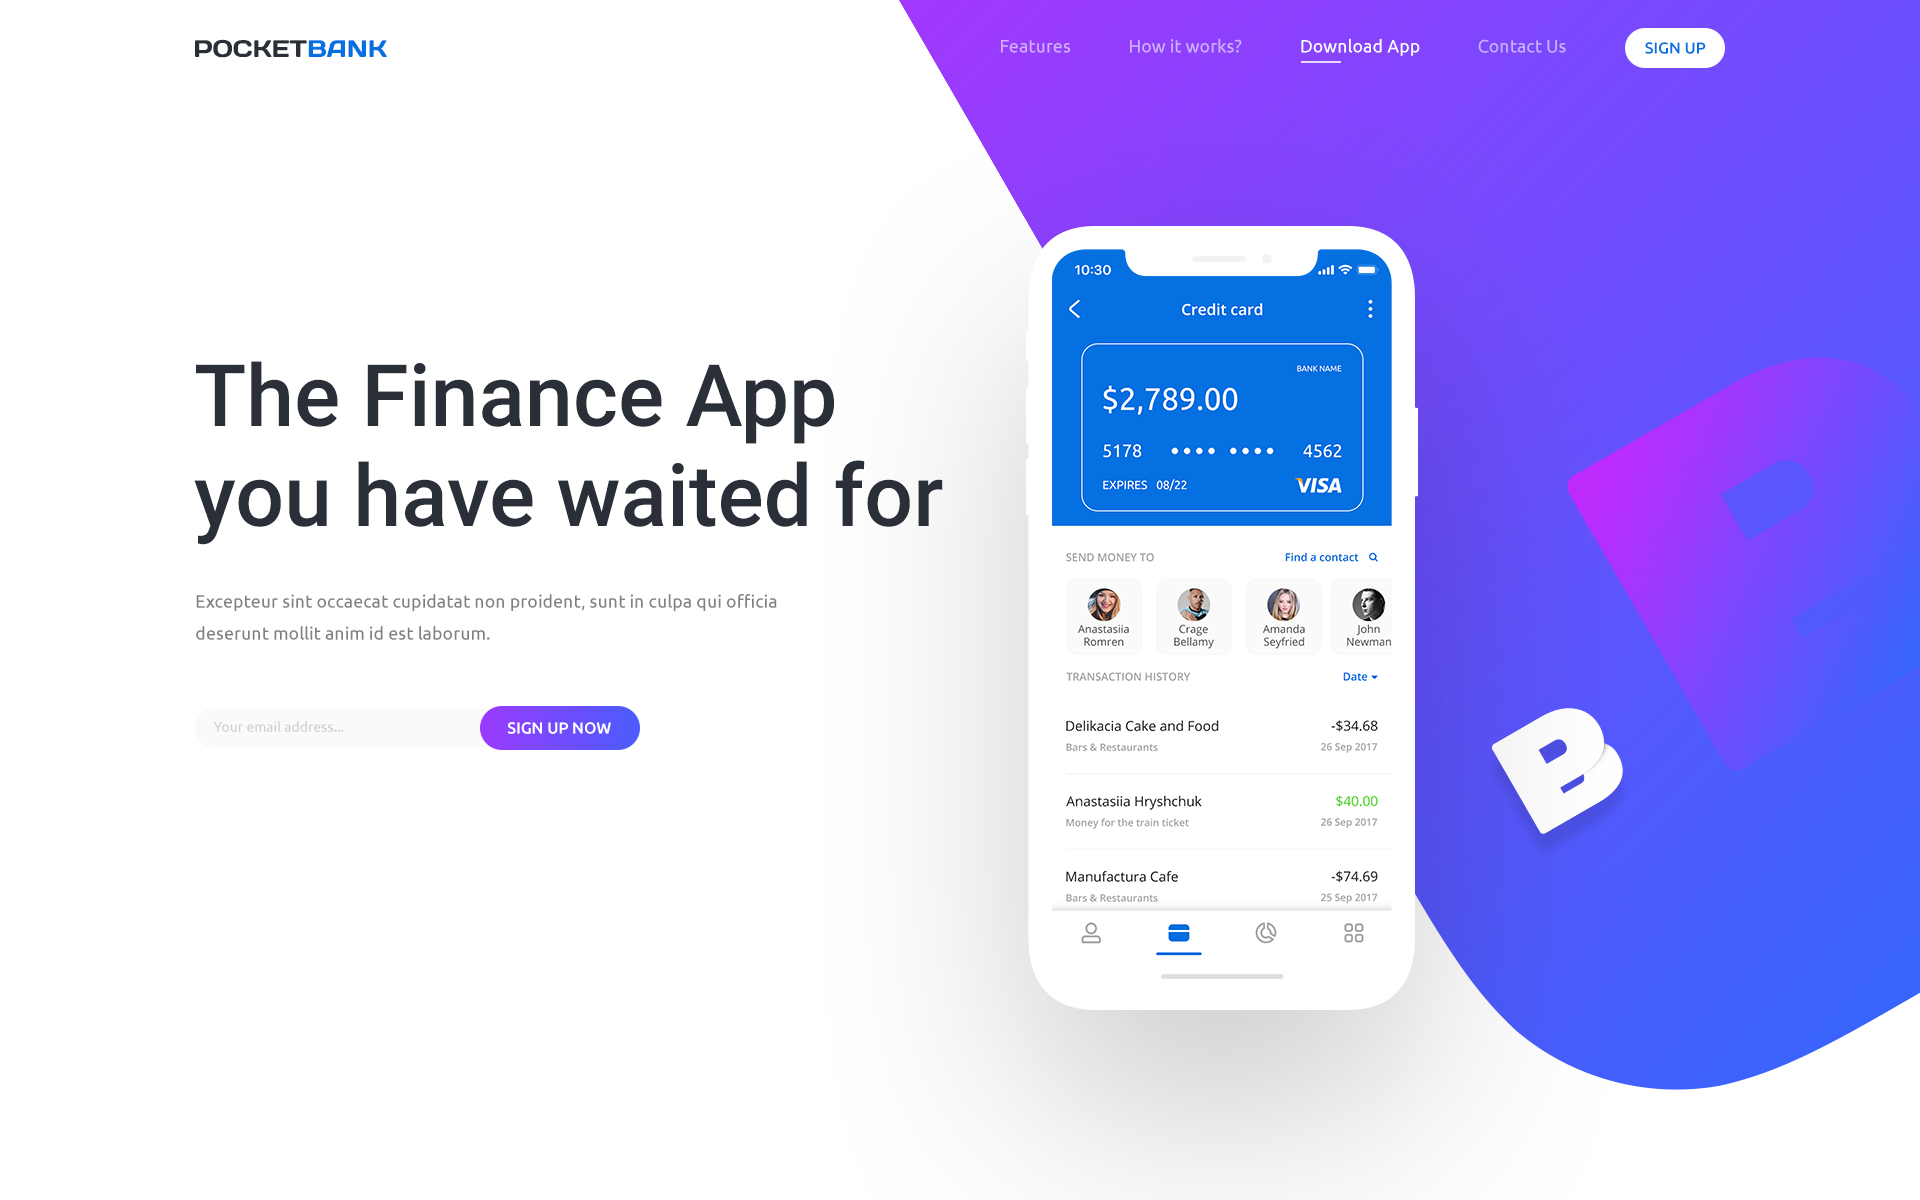 POCKETBANK
Features
How it works?
Download App
Contact Us
SIGN UP
The Finance App
you have waited for
Excepteur sint occaecat cupidatat non proident, sunt in culpa qui officia
deserunt mollit anim id est laborum.
Your email address...
SIGN UP NOW
10:30
Credit card
BANK NAME
$2,789.00
5178 •••• •••• 4562
EXPIRES 08/22
VISA
SEND MONEY TO
Find a contact
Anastasiia
Romren
Crage
Bellamy
Amanda
Seyfried
John
Newman
TRANSACTION HISTORY
Date
Delikacia Cake and Food
-$34.68
Bars & Restaurants
26 Sep 2017
Anastasiia Hryshchuk
$40.00
Money for the train ticket
26 Sep 2017
Manufactura Cafe
-$74.69
Bars & Restaurants
25 Sep 2017
B
B